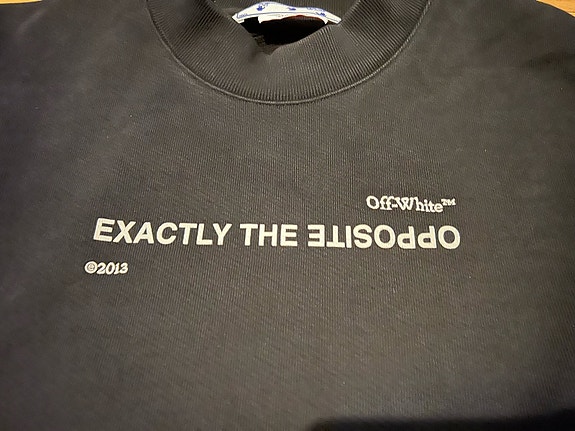 Off-White™
EXACTLY THE OPPOSITE
©2013